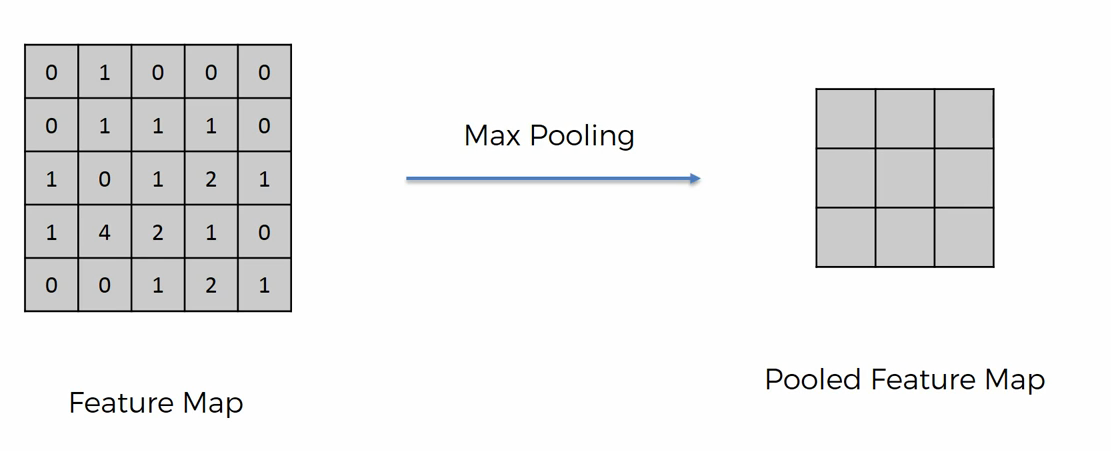 0 1 0 0 0
0 1 1 1 0
1 0 1 2 1
1 4 2 1 0
0 0 1 2 1
Feature Map
Max Pooling
Pooled Feature Map